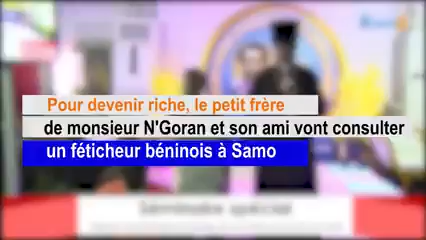 Pour devenir riche, le petit frère
de monsieur N'Goran et son ami vont consulter
un féticheur béninois à Samo